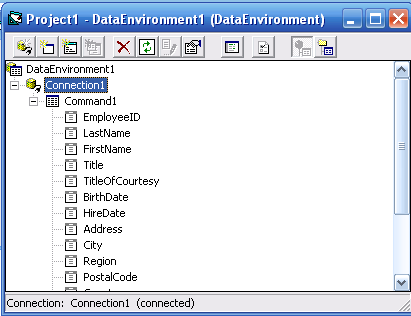 Project1 - DataEnvironment1 (DataEnvironment)
DataEnvironment1
Connection1
Command1
EmployeeID
LastName
FirstName
Title
TitleOfCourtesy
BirthDate
HireDate
Address
City
Region
PostalCode
Connection: Connection1 (connected)